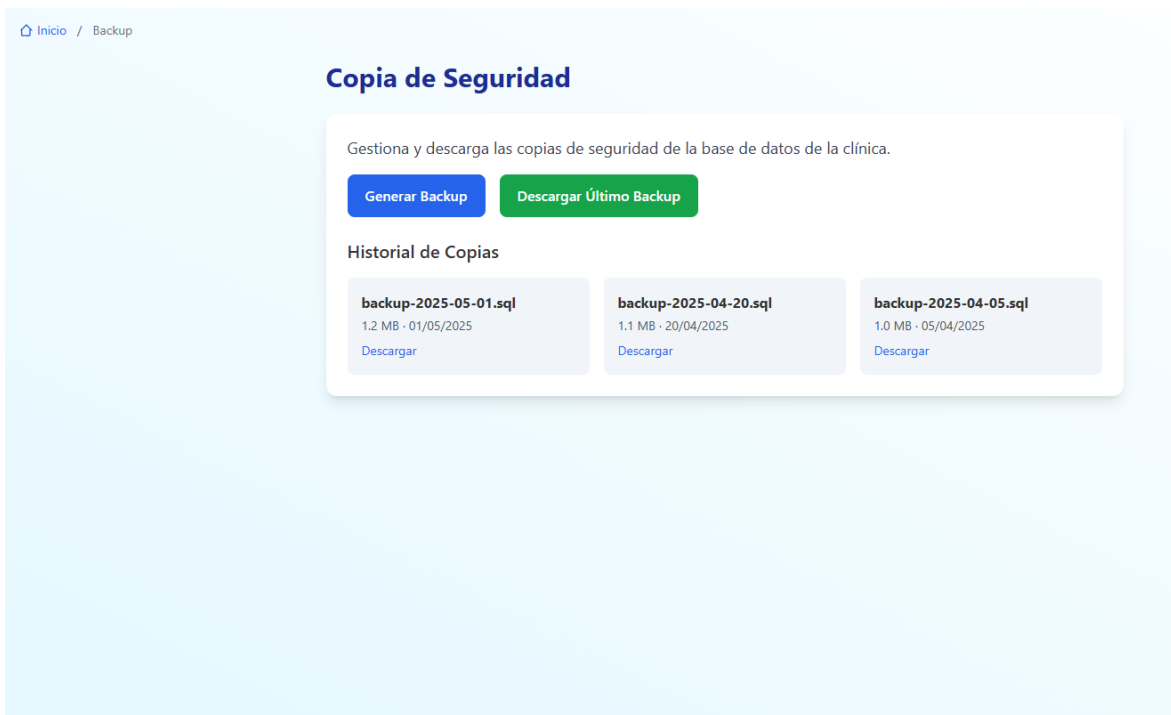 Inicio / Backup
Copia de Seguridad
Gestiona y descarga las copias de seguridad de la base de datos de la clínica.
Generar Backup
Descargar Último Backup
Historial de Copias
backup-2025-05-01.sql
1.2 MB · 01/05/2025
Descargar
backup-2025-04-20.sql
1.1 MB · 20/04/2025
Descargar
backup-2025-04-05.sql
1.0 MB · 05/04/2025
Descargar